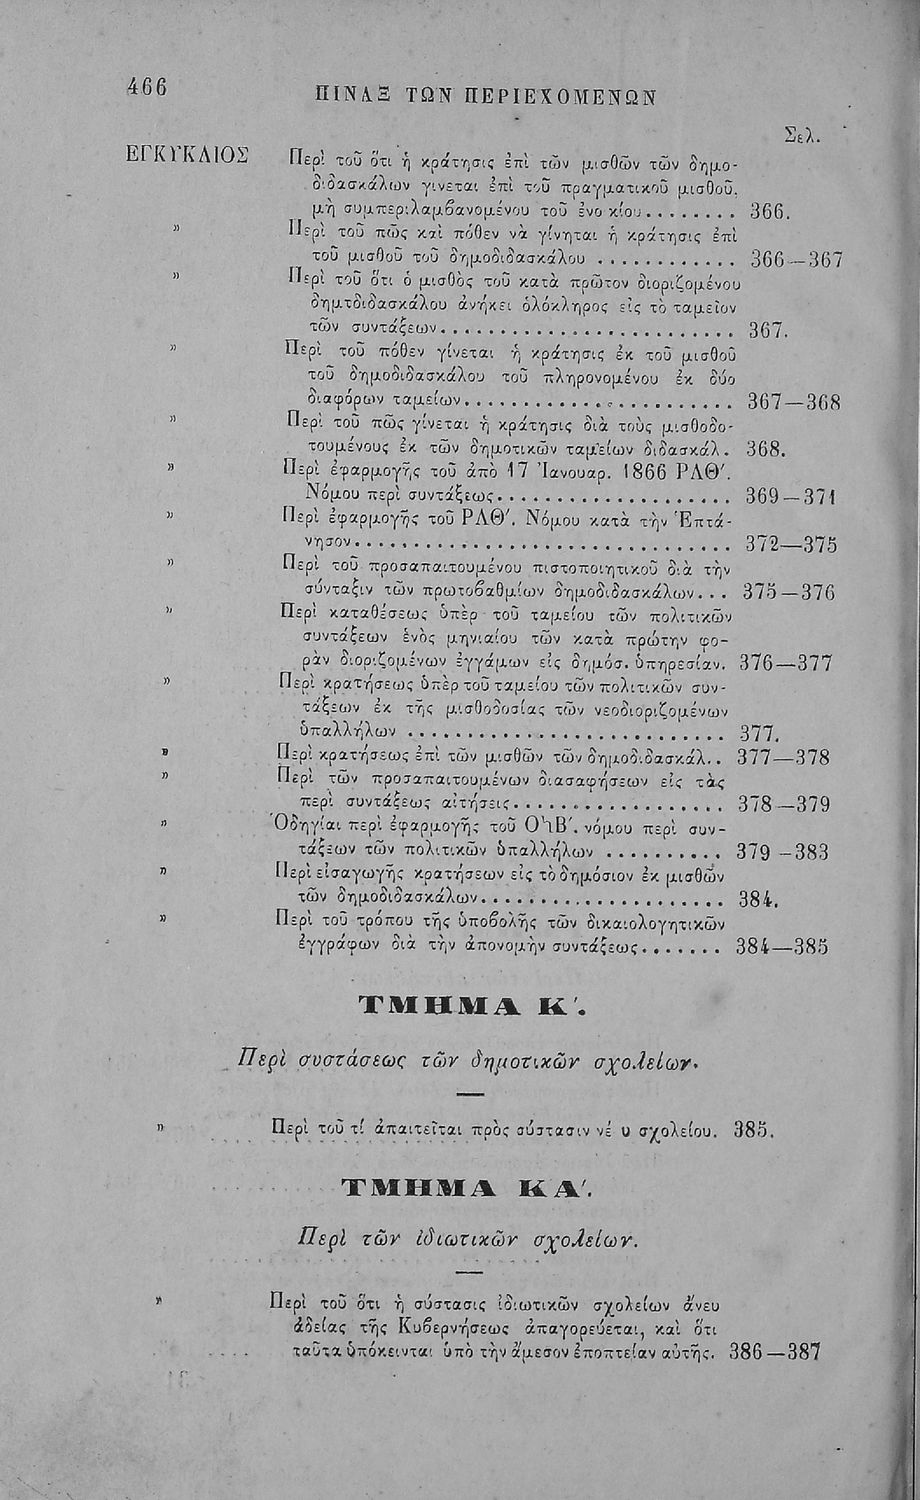 466
ΠΙΝΑΞ ΤΩΝ ΠΕΡΙΕΧΟΜΕΝΩΝ
Σελ.
ΕΓΚΥΚΛΙΟΣ Περὶ τοῦ ὅτι ἡ κράτησις ἐπὶ τῶν μισθῶν τῶν δημο-
διδασκάλων γίνεται ἐπὶ τοῦ πραγματικοῦ μισθοῦ,
μὴ συμπεριλαμβανομένου τοῦ ἐνοικίου........ 366.
» Περὶ τοῦ πῶς καὶ πόθεν νὰ γίνηται ἡ κράτησις ἐπὶ
τοῦ μισθοῦ τοῦ δημοδιδασκάλου ............ 366—367
» Περὶ τοῦ ὅτι ὁ μισθὸς τοῦ κατὰ πρῶτον διοριζομένου
δημτδιδασκάλου ἀνήκει ὁλόκληρος εἰς τὸ ταμεῖον
τῶν συντάξεων........................ 367.
» Περὶ τοῦ πόθεν γίνεται ἡ κράτησις ἐκ τοῦ μισθοῦ
τοῦ δημοδιδασκάλου τοῦ πληρονομένου ἐκ δύο
διαφόρων ταμείων...................... 367—368
» Περὶ τοῦ πῶς γίνεται ἡ κράτησις διὰ τοὺς μισθοδο-
τουμένους ἐκ τῶν δημοτικῶν ταμείων διδασκάλ. 368.
» Περὶ ἐφαρμογῆς τοῦ ἀπὸ 17 Ἰανουαρ. 1866 ΡΛΘ΄.
Νόμου περὶ συντάξεως................... 369—371
» Περὶ ἐφαρμογῆς τοῦ ΡΛΘ΄. Νόμου κατὰ τὴν Ἑπτά-
νησον............................... 372—375
» Περὶ τοῦ προσαπαιτουμένου πιστοποιητικοῦ διὰ τὴν
σύνταξιν τῶν πρωτοβαθμίων δημοδιδασκάλων... 375—376
» Περὶ καταθέσεως ὑπὲρ τοῦ ταμείου τῶν πολιτικῶν
συντάξεων ἑνὸς μηνιαίου τῶν κατὰ πρώτην φο-
ρὰν διοριζομένων ἐγγάμων εἰς δημόσ. ὑπηρεσίαν. 376—377
» Περὶ κρατήσεως ὑπὲρ τοῦ ταμείου τῶν πολιτικῶν συν-
τάξεων ἐκ τῆς μισθοδοσίας τῶν νεοδιοριζομένων
ὑπαλλήλων .......................... 377.
» Περὶ κρατήσεως ἐπὶ τῶν μισθῶν τῶν δημοδιδασκάλ.. 377—378
» Περὶ τῶν προσαπαιτουμένων διασαφήσεων εἰς τὰς
περὶ συντάξεως αἰτήσεις.................. 378—379
» Ὁδηγίαι περὶ ἐφαρμογῆς τοῦ ΟϞΒ΄. νόμου περὶ συν-
τάξεων τῶν πολιτικῶν ὑπαλλήλων .......... 379-383
» Περὶ εἰσαγωγῆς κρατήσεων εἰς τὸ δημόσιον ἐκ μισθῶν
τῶν δημοδιδασκάλων.................... 384.
» Περὶ τοῦ τρόπου τῆς ὑποβολῆς τῶν δικαιολογητικῶν
ἐγγράφων διὰ τὴν ἀπονομὴν συντάξεως....... 384—385
ΤΜΗΜΑ Κ΄.
Περὶ συστάσεως τῶν δημοτικῶν σχολείων.
» Περὶ τοῦ τί ἀπαιτεῖται πρὸς σύστασιν νέ υ σχολείου. 385.
ΤΜΗΜΑ ΚΑ΄.
Περὶ τῶν ἰδιωτικῶν σχολείων.
» Περὶ τοῦ ὅτι ἡ σύστασις ἰδιωτικῶν σχολείων ἄνευ
ἀδείας τῆς Κυβερνήσεως ἀπαγορεύεται, καὶ ὅτι
ταῦτα ὑπόκεινται ὑπὸ τὴν ἄμεσον ἐποπτείαν αὐτῆς. 386—387